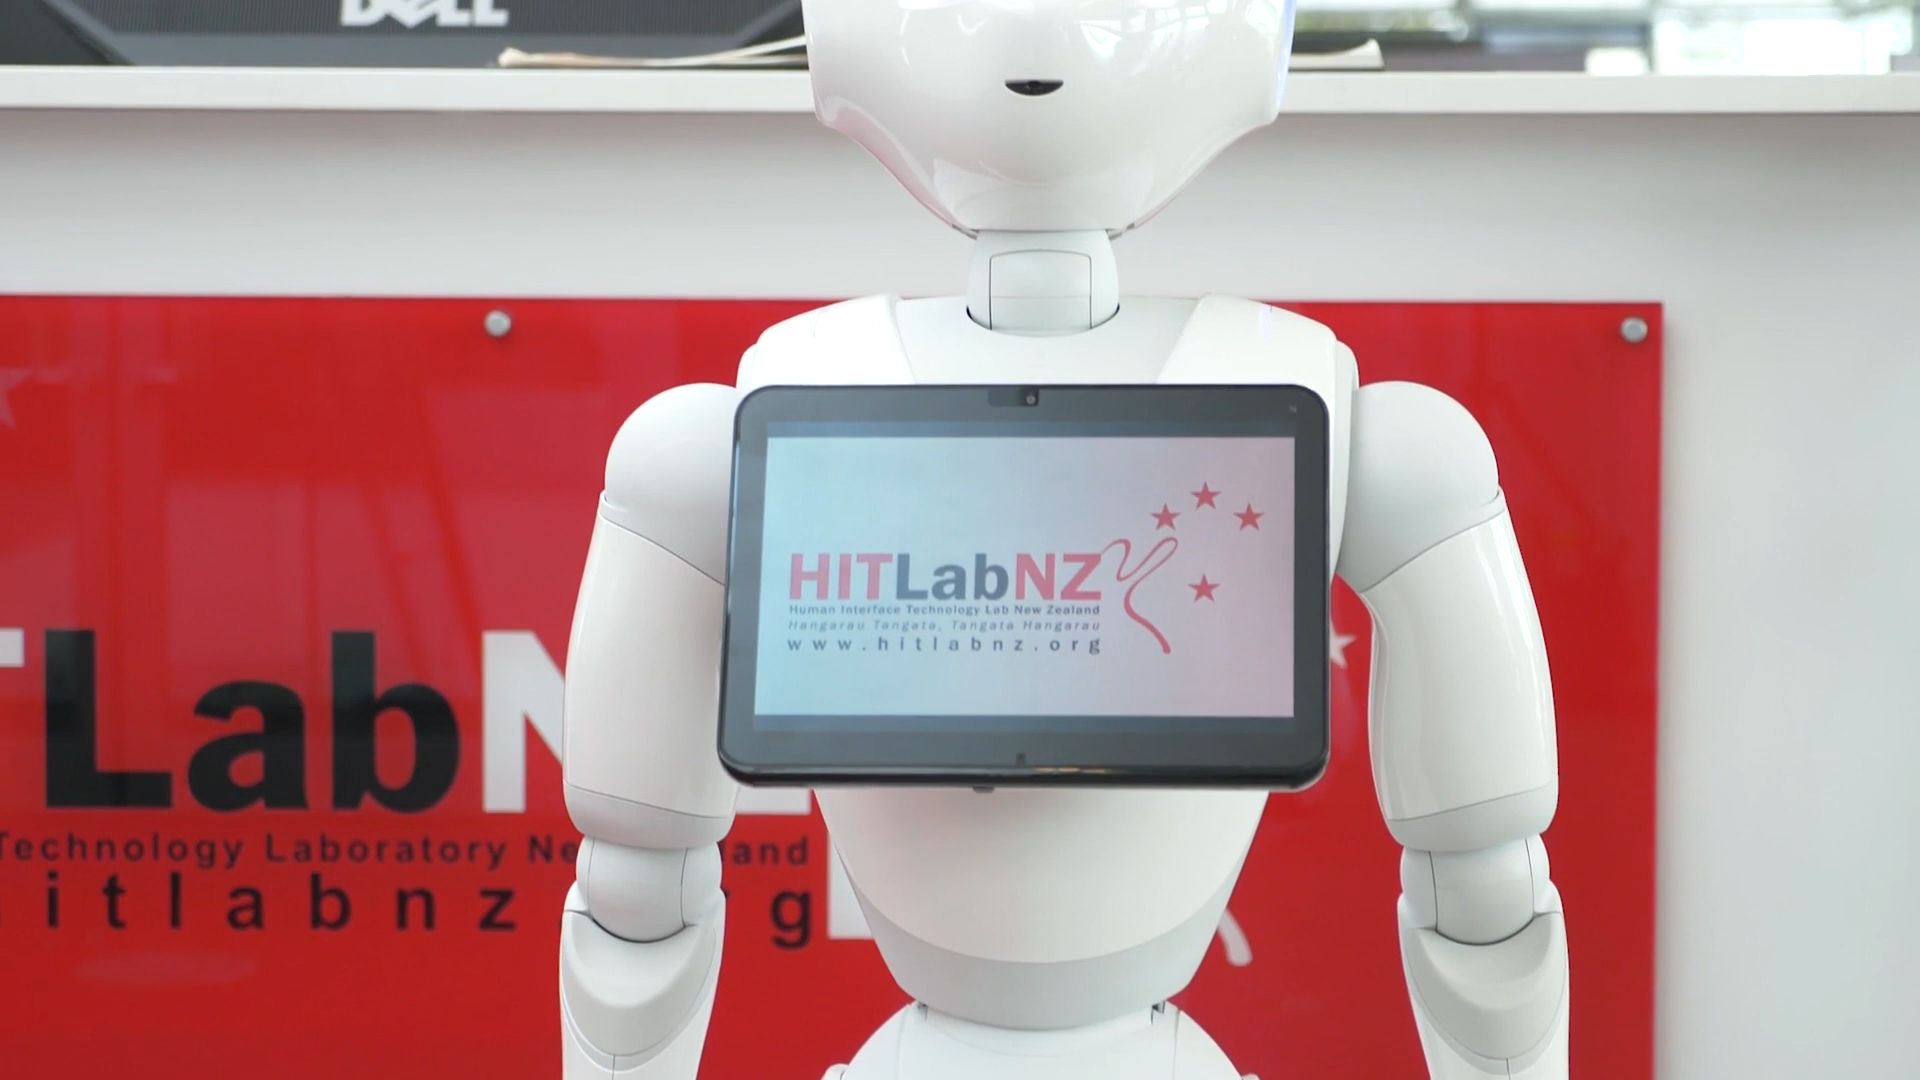 DELL
HITLabNZ
Human Interface Technology Lab New Zealand
Hangarau Tangata, Tangata Hangarau
www.hitlabnz.org
TLabN
Technology Laboratory Ne and
itlabnz rg